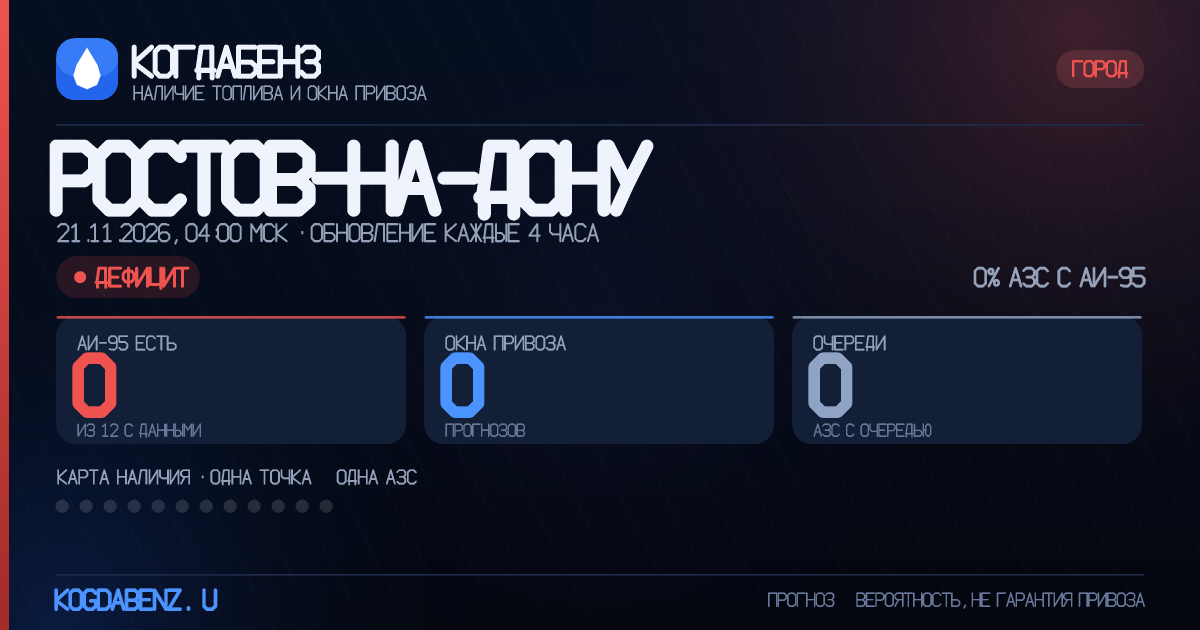 КОГДАБЕНЗ
НАЛИЧИЕ ТОПЛИВА И ОКНА ПРИВОЗА
ГОРОД
РОСТОВ-НА-ДОНУ
21.11.2026, 04:00 МСК · ОБНОВЛЕНИЕ КАЖДЫЕ 4 ЧАСА
ДЕФИЦИТ
0% АЗС С АИ-95
АИ-95 ЕСТЬ
0
ИЗ 12 С ДАННЫМИ
ОКНА ПРИВОЗА
0
ПРОГНОЗОВ
ОЧЕРЕДИ
0
АЗС С ОЧЕРЕДЬЮ
КАРТА НАЛИЧИЯ · ОДНА ТОЧКА ОДНА АЗС
KOGDABENZ. U
ПРОГНОЗ ВЕРОЯТНОСТЬ, НЕ ГАРАНТИЯ ПРИВОЗА